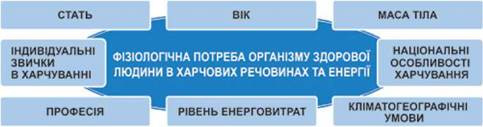 СТАТЬ
ВІК
МАСА ТІЛА
ІНДИВІДУАЛЬНІ
ЗВИЧКИ
В ХАРЧУВАННІ
ФІЗІОЛОГІЧНА ПОТРЕБА ОРГАНІЗМУ ЗДОРОВОЇ
ЛЮДИНИ В ХАРЧОВИХ РЕЧОВИНАХ ТА ЕНЕРГІЇ
НАЦІОНАЛЬНІ
ОСОБЛИВОСТІ
ХАРЧУВАННЯ
ПРОФЕСІЯ
РІВЕНЬ ЕНЕРГОВИТРАТ
КЛІМАТОГЕОГРАФІЧНІ
УМОВИ